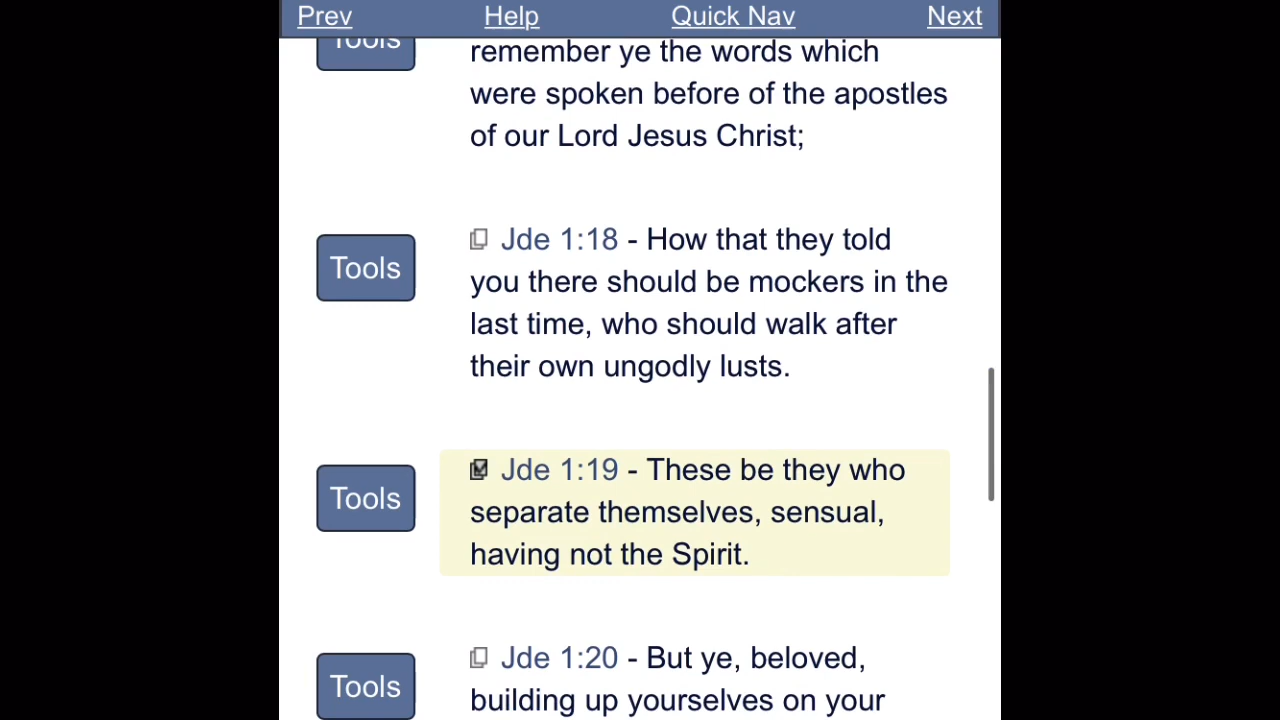 Prev Help Quick Nav Next
Tools
remember ye the words which
were spoken before of the apostles
of our Lord Jesus Christ;
Tools
Jde 1:18 - How that they told
you there should be mockers in the
last time, who should walk after
their own ungodly lusts.
Tools
Jde 1:19 - These be they who
separate themselves, sensual,
having not the Spirit.
Tools
Jde 1:20 - But ye, beloved,
building up yourselves on your